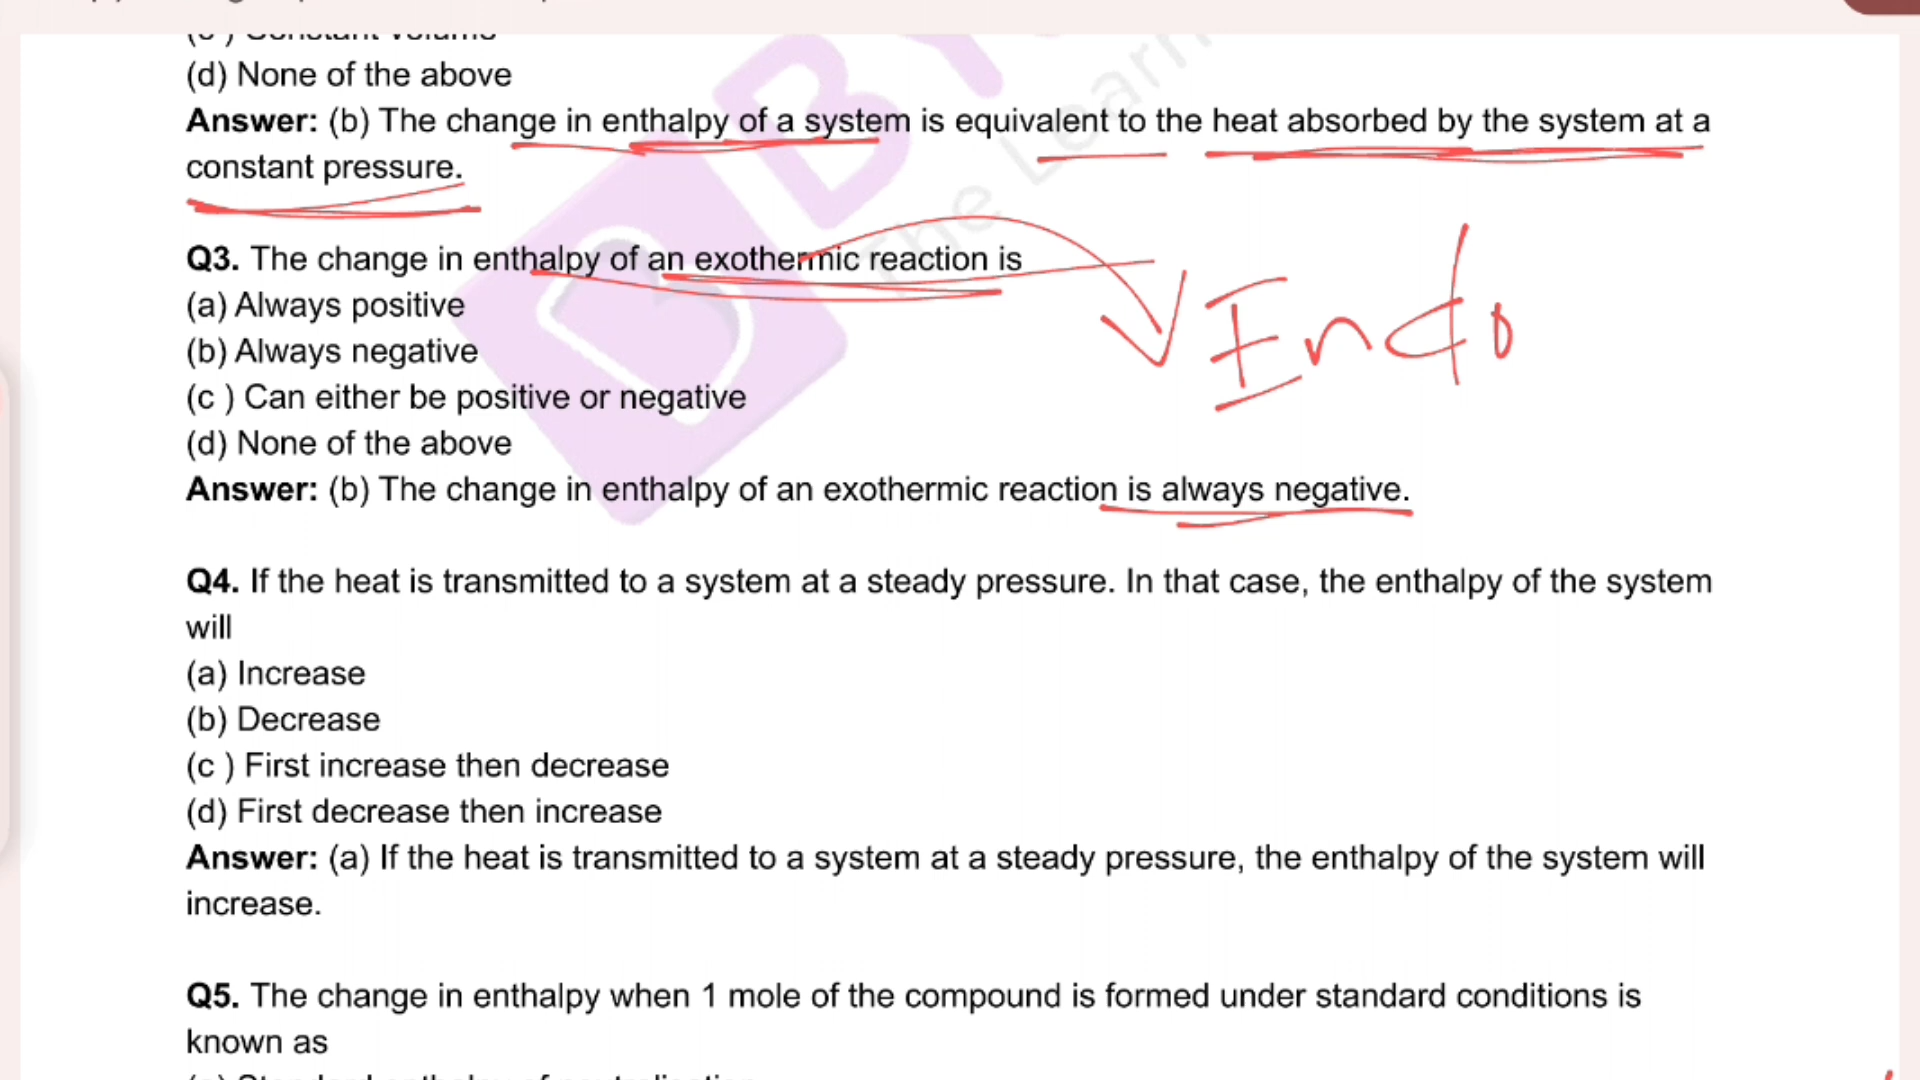 (d) None of the above
Answer: (b) The change in enthalpy of a system is equivalent to the heat absorbed by the system at a
constant pressure.
Q3. The change in enthalpy of an exothermic reaction is
(a) Always positive
(b) Always negative
(c ) Can either be positive or negative
(d) None of the above
Endo
Answer: (b) The change in enthalpy of an exothermic reaction is always negative.
Q4. If the heat is transmitted to a system at a steady pressure. In that case, the enthalpy of the system
will
(a) Increase
(b) Decrease
(c ) First increase then decrease
(d) First decrease then increase
Answer: (a) If the heat is transmitted to a system at a steady pressure, the enthalpy of the system will
increase.
Q5. The change in enthalpy when 1 mole of the compound is formed under standard conditions is
known as
BY
The Learn